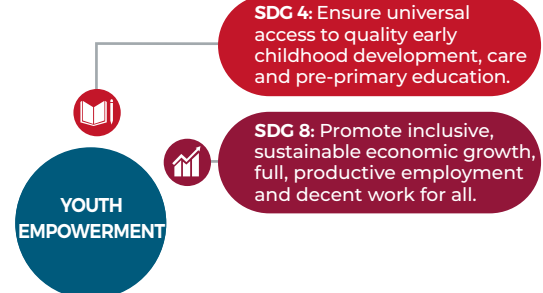 SDG 4: Ensure universal
access to quality early
childhood development, care
and pre-primary education.
SDG 8: Promote inclusive,
sustainable economic growth,
full, productive employment
and decent work for all.
YOUTH
EMPOWERMENT